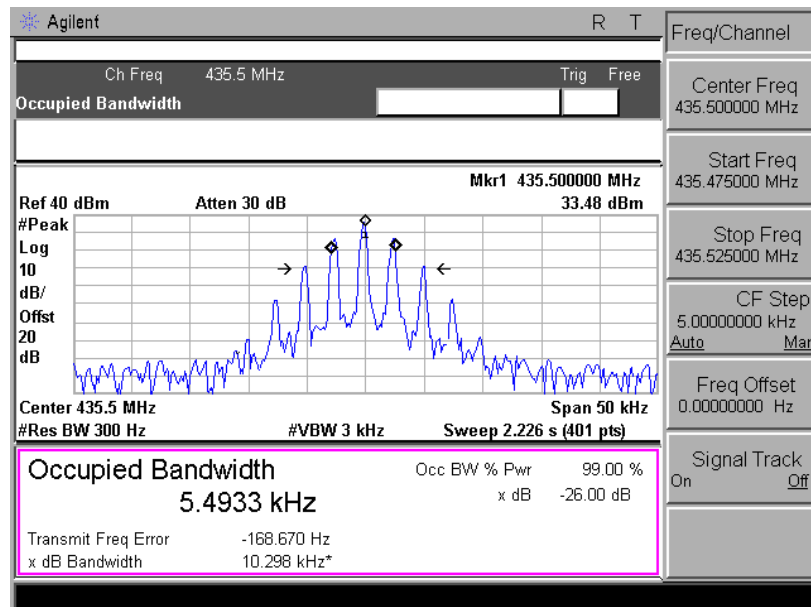 Agilent R T
Freq/Channel
Ch Freq 435.5 MHz Trig Free
Occupied Bandwidth
Center Freq
435.500000 MHz
Start Freq
435.475000 MHz
Stop Freq
435.525000 MHz
CF Step
5.00000000 kHz
Auto Man
Freq Offset
0.00000000 Hz
Signal Track
On Off
Mkr1 435.500000 MHz
Ref 40 dBm Atten 30 dB 33.48 dBm
#Peak
Log
10
dB/
Offst
20
dB
1
Center 435.5 MHz Span 50 kHz
#Res BW 300 Hz #VBW 3 kHz Sweep 2.226 s (401 pts)
Occupied Bandwidth Occ BW % Pwr 99.00 %
5.4933 kHz x dB -26.00 dB
Transmit Freq Error -168.670 Hz
x dB Bandwidth 10.298 kHz*